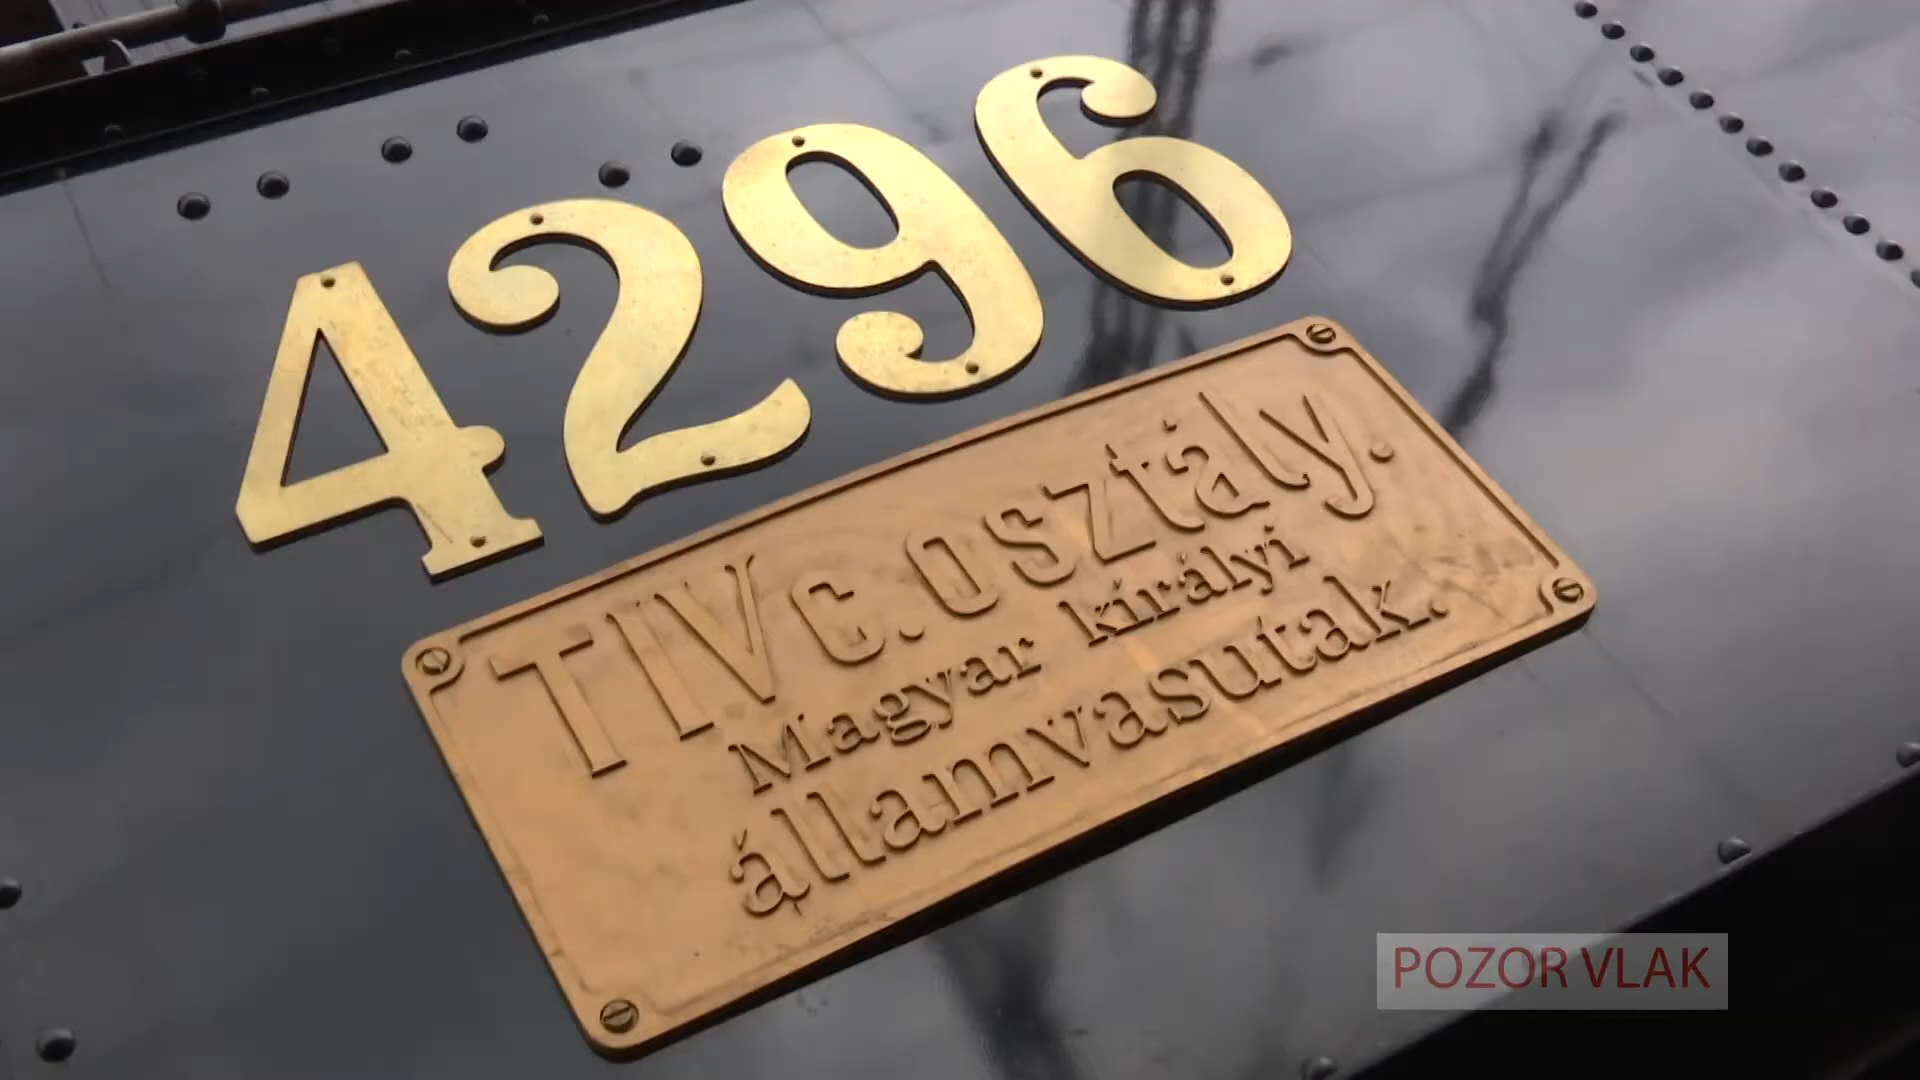 4296
TIVc. osztály.
Magyar királyi
államvasutak.
POZOR VLAK